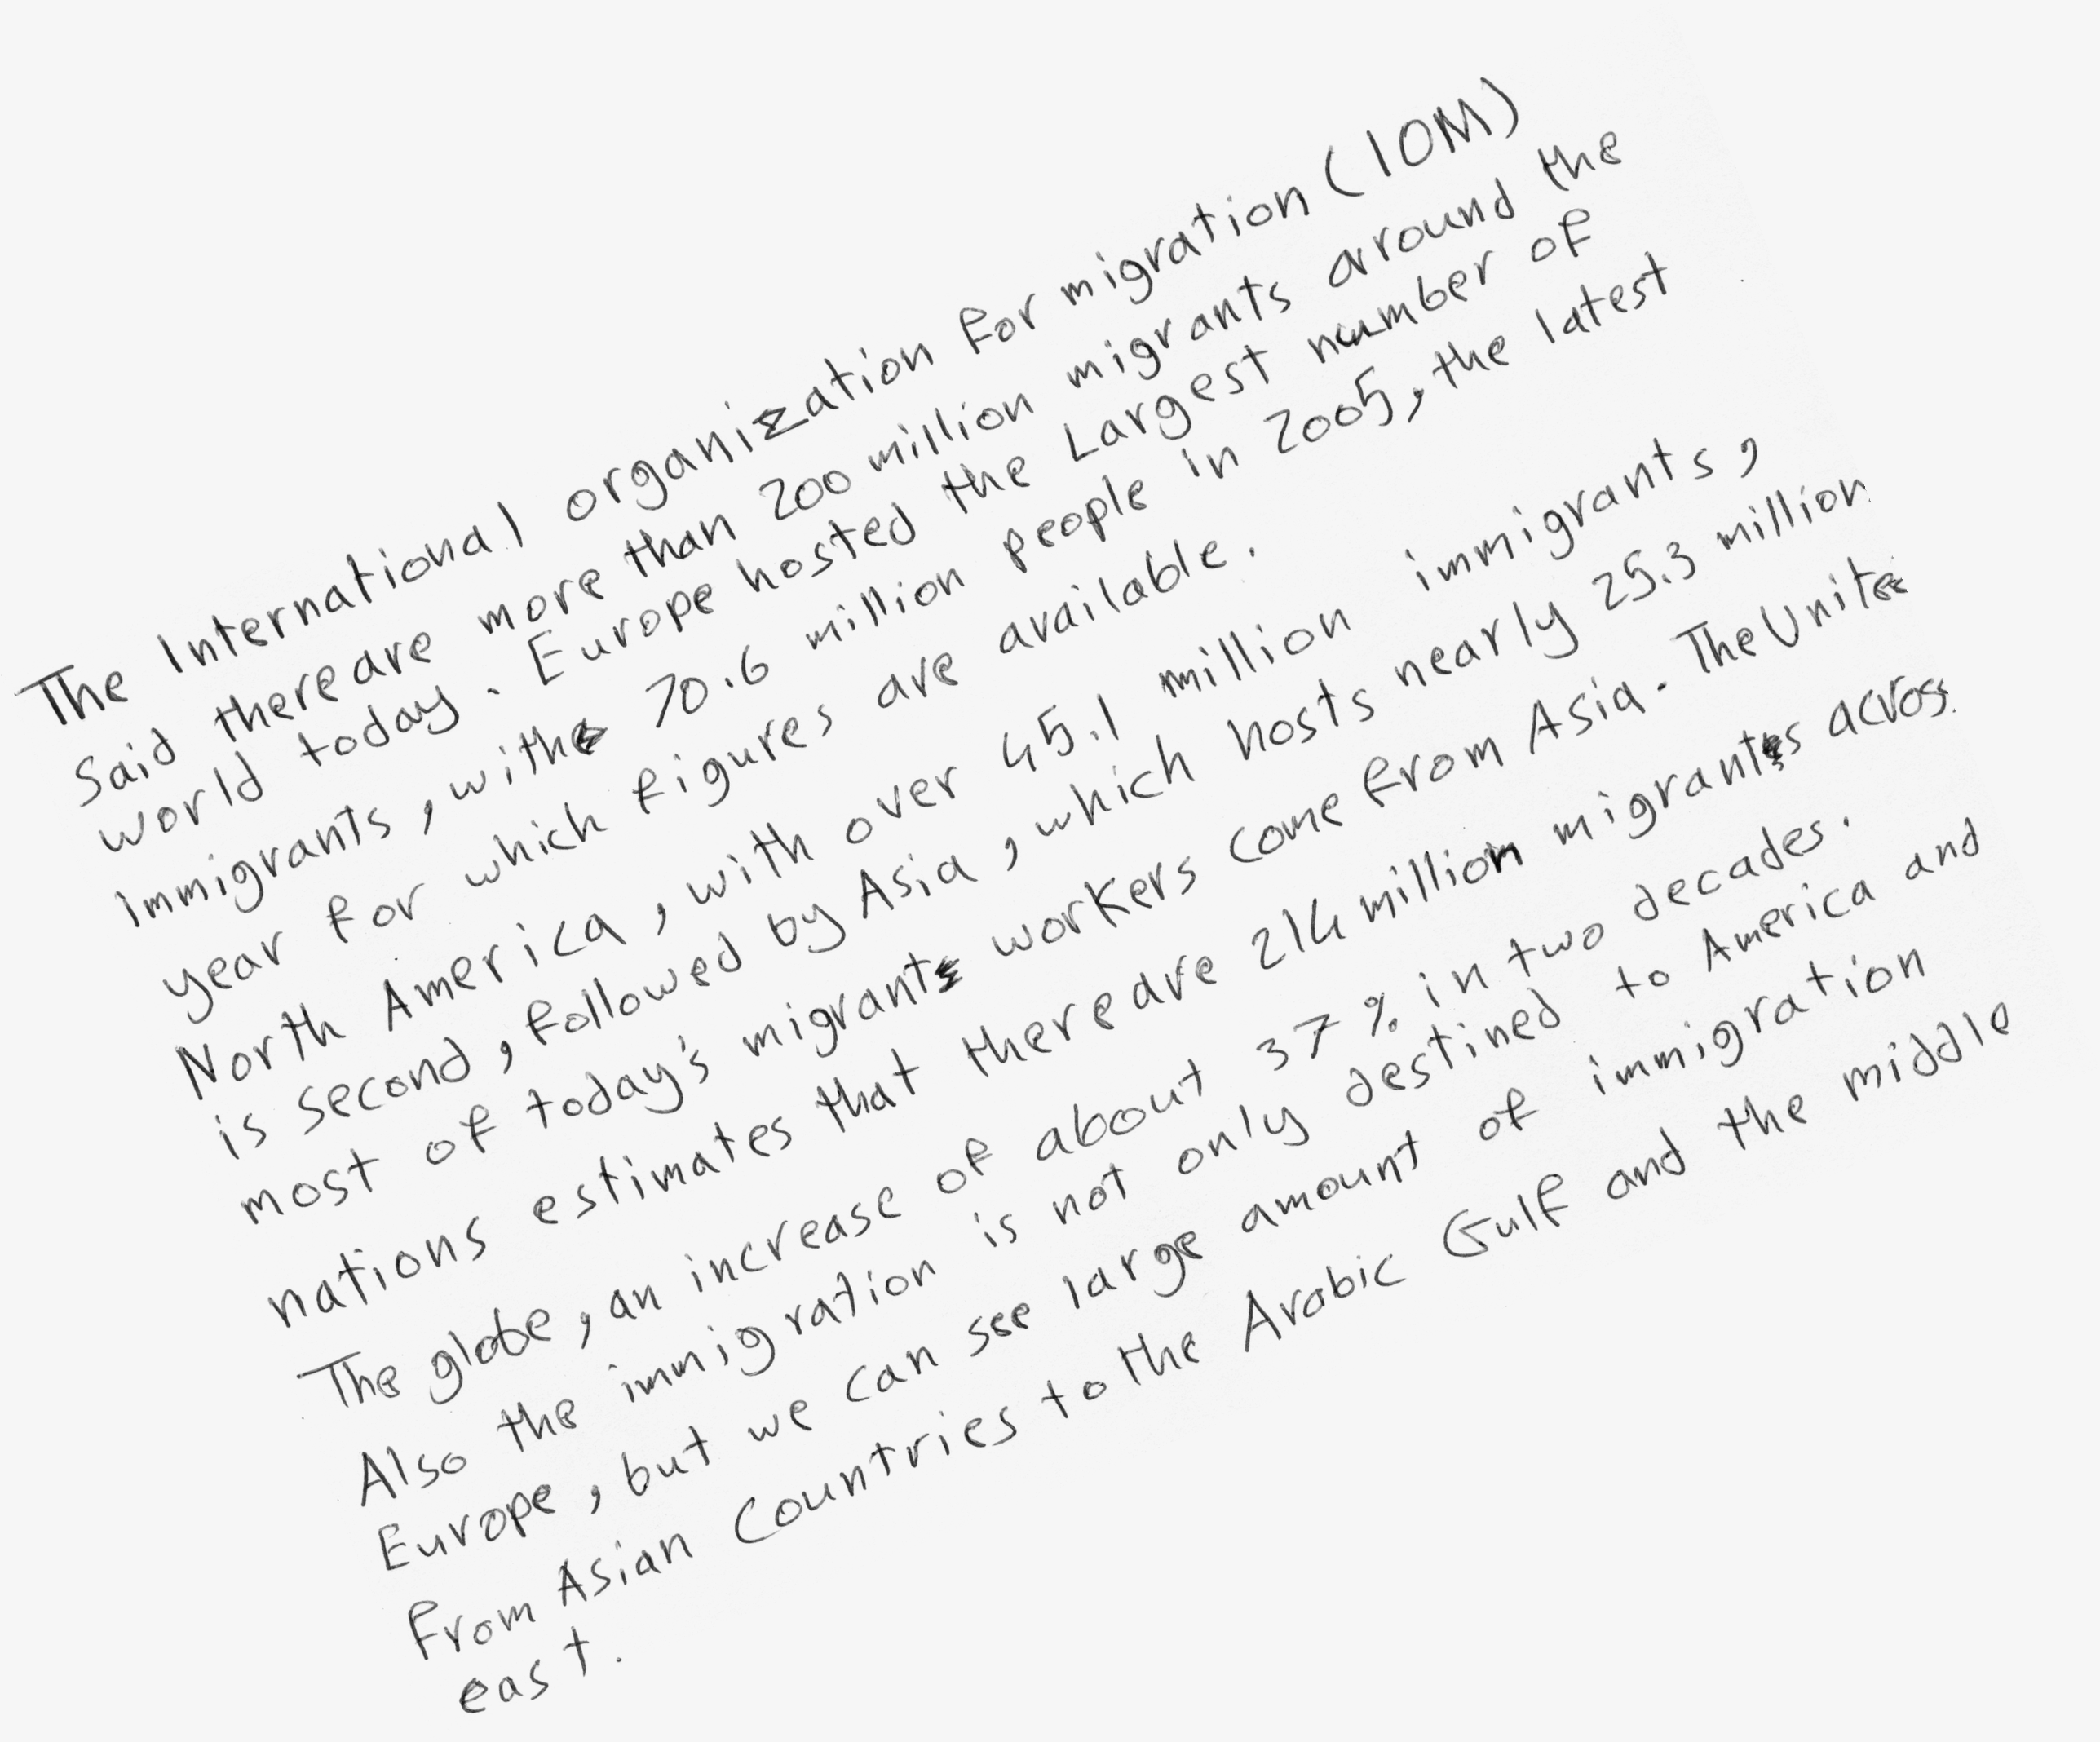 The International organization For migration (IOM)
Said there are more than 200 million migrants around the
world today. Europe hosted the Largest number of
immigrants, with 70.6 million people in 2005, the latest
year for which figures are available.
North America, with over 45.1 million immigrants,
is second, followed by Asia, which hosts nearly 25.3 million
most of today's migrants workers come from Asia. The Unite
nations estimates that there are 214 million migrants across
The globe, an increase of about 37% in two decades.
Also the immigration is not only destined to America and
Europe, but we can see large amount of immigration
From Asian Countries to the Arabic Gulf and the middle
east.